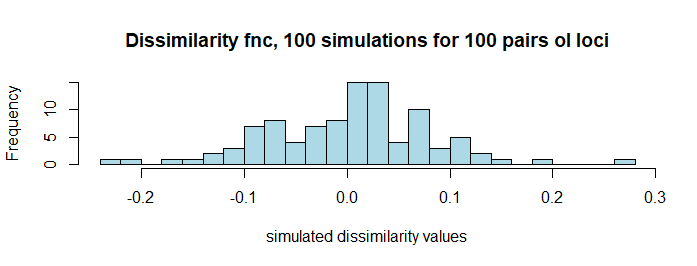 Dissimilarity fnc, 100 simulations for 100 pairs ol loci
Frequency
0 5 10
-0.2 -0.1 0.0 0.1 0.2 0.3
simulated dissimilarity values